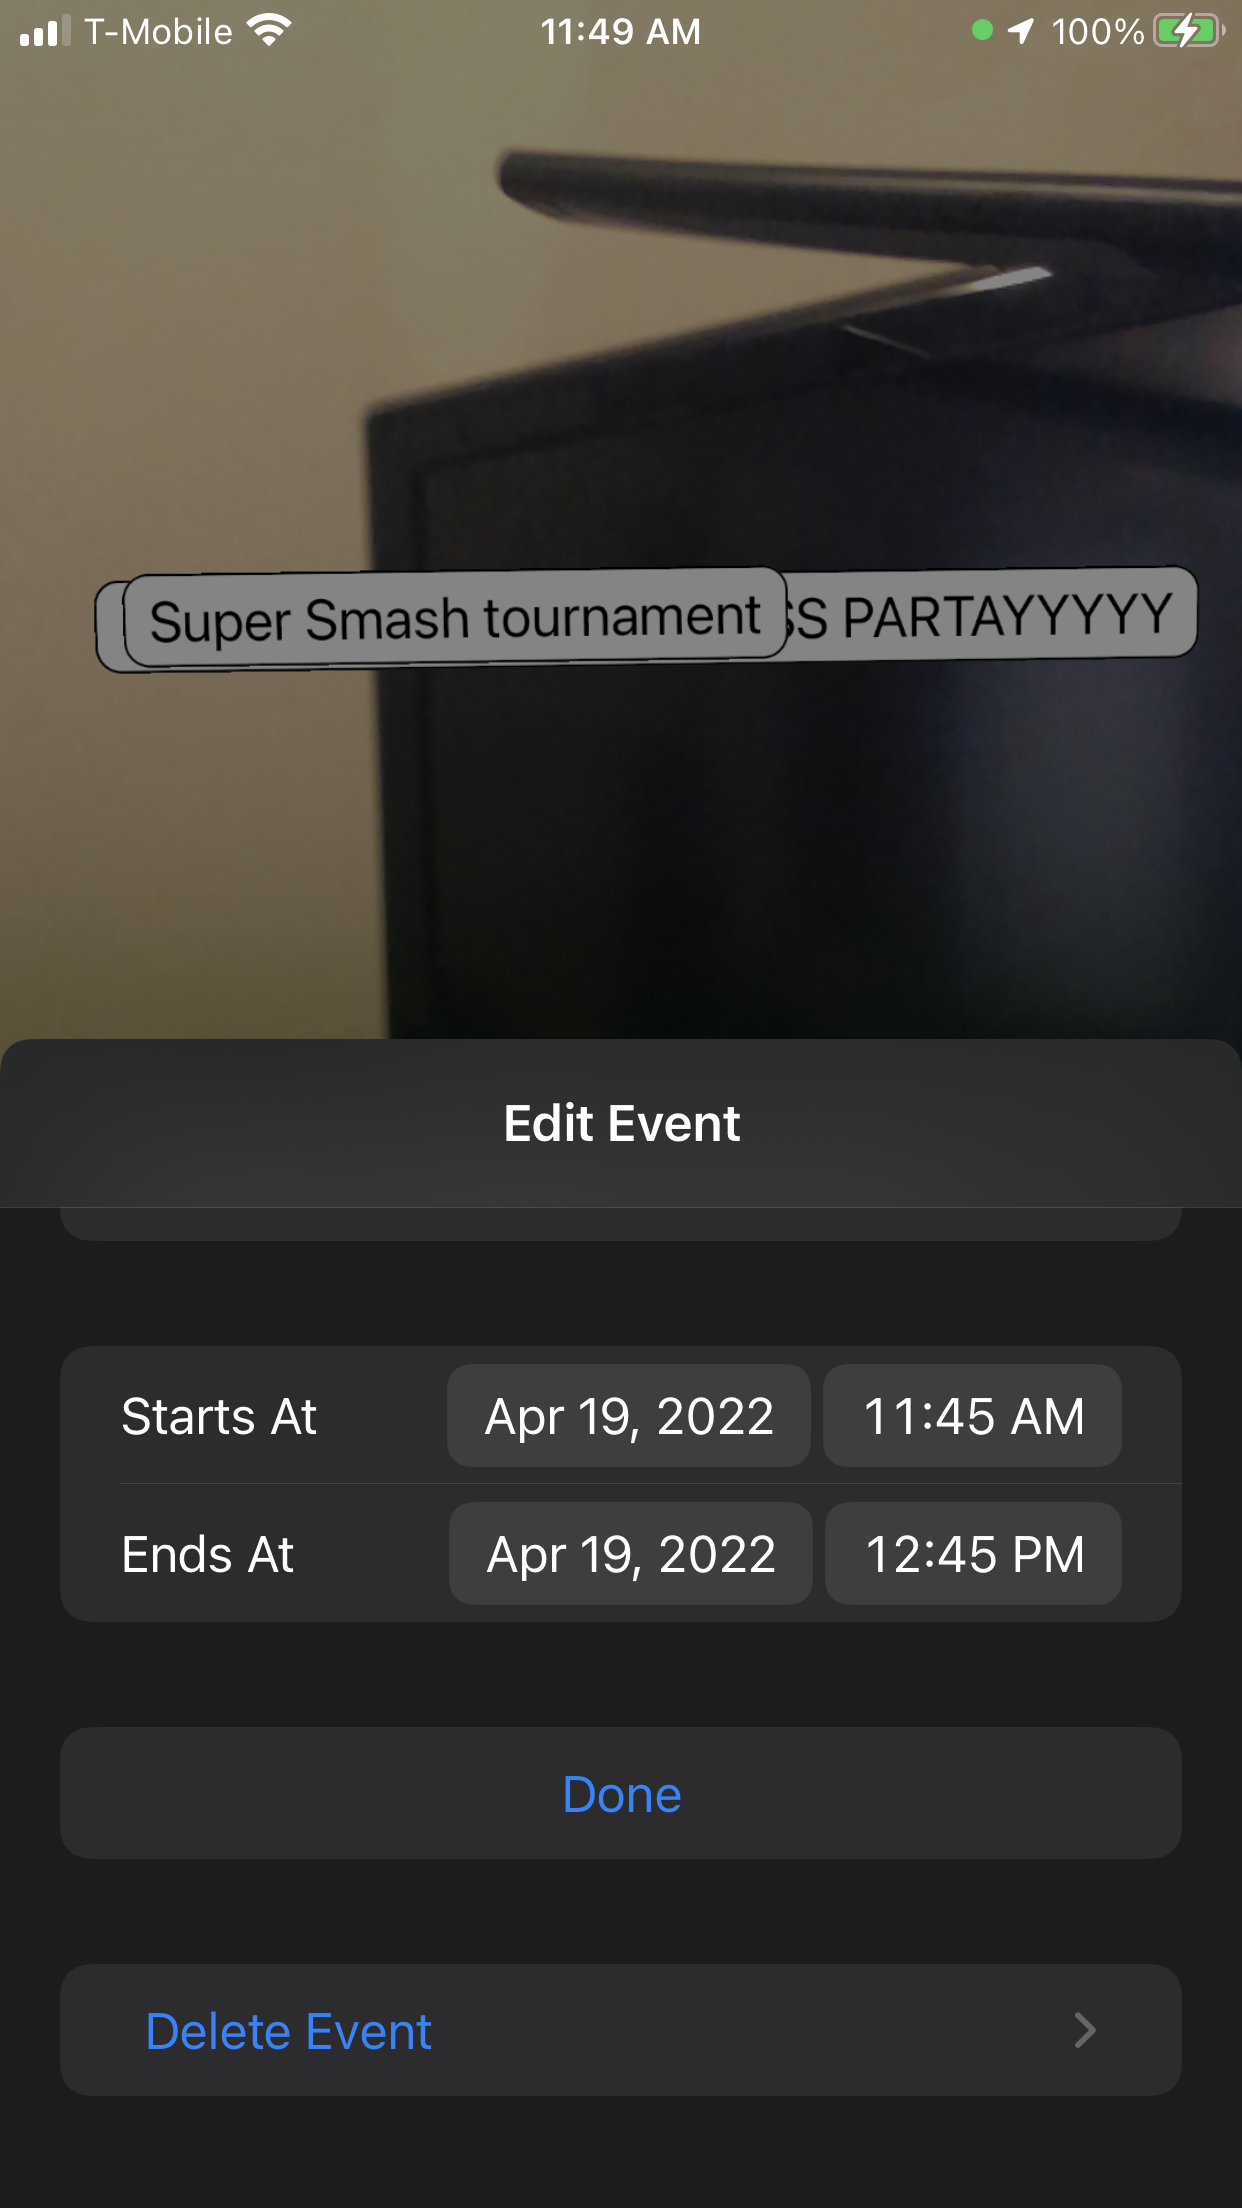 T-Mobile 11:49 AM 100%
Super Smash tournament PARTAYYYYY
Edit Event
Starts At Apr 19, 2022 11:45 AM
Ends At Apr 19, 2022 12:45 PM
Done
Delete Event